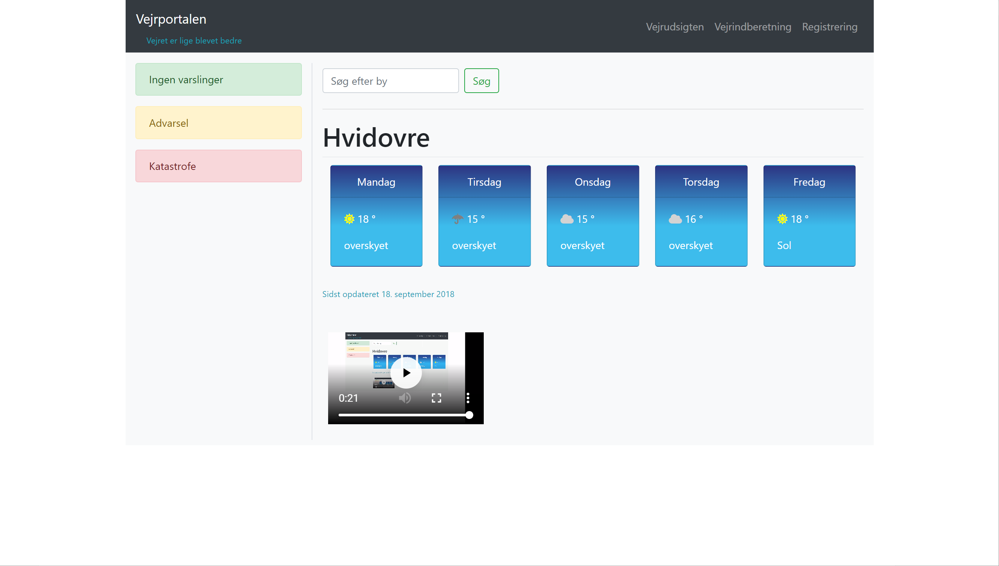 Vejrportalen
Vejret er lige blevet bedre
Vejrudsigten Vejrindberetning Registrering
Ingen varslinger
Advarsel
Katastrofe
Søg efter by Søg
Hvidovre
Mandag Tirsdag Onsdag Torsdag Fredag
18 ° 15 ° 15 ° 16 ° 18 °
overskyet overskyet overskyet overskyet Sol
Sidst opdateret 18. september 2018
Hvidovre
0:21